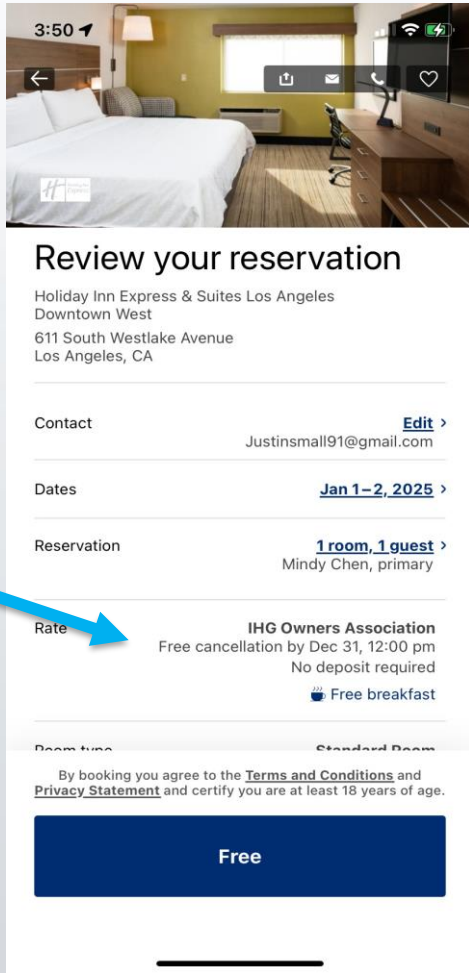 3:50
Review your reservation
Holiday Inn Express & Suites Los Angeles
Downtown West
611 South Westlake Avenue
Los Angeles, CA
Contact
Edit >
Justinsmall91@gmail.com
Dates
Jan 1–2, 2025 >
Reservation
1 room, 1 guest >
Mindy Chen, primary
Rate
IHG Owners Association
Free cancellation by Dec 31, 12:00 pm
No deposit required
Free breakfast
Room type
Standard Room
By booking you agree to the Terms and Conditions and
Privacy Statement and certify you are at least 18 years of age.
Free